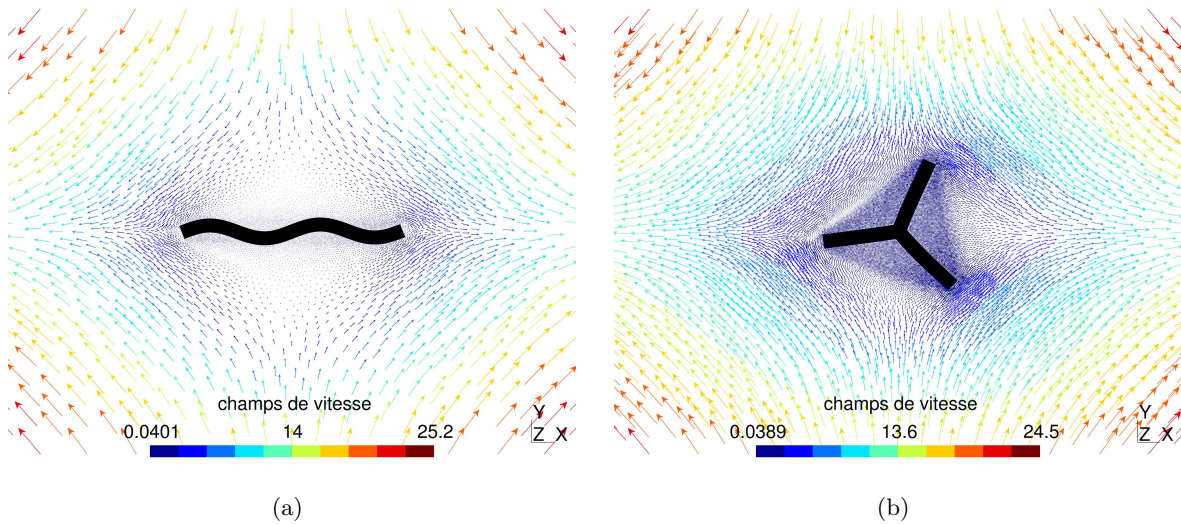 champs de vitesse
0.0401 14 25.2
Y
Z X
(a)
champs de vitesse
0.0389 13.6 24.5
Y
Z X
(b)